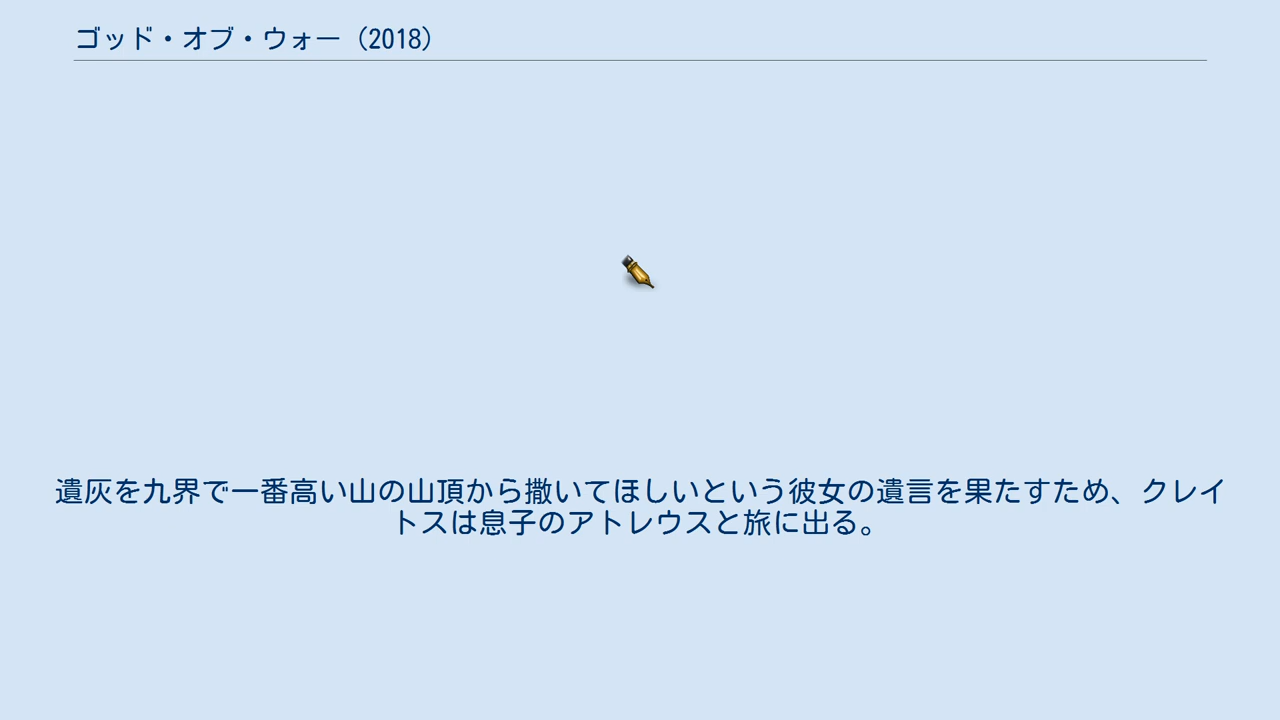 ゴッド・オブ・ウォー（2018）
遺灰を九界で一番高い山の山頂から撒いてほしいという彼女の遺言を果たすため、クレイ
トスは息子のアトレウスと旅に出る。